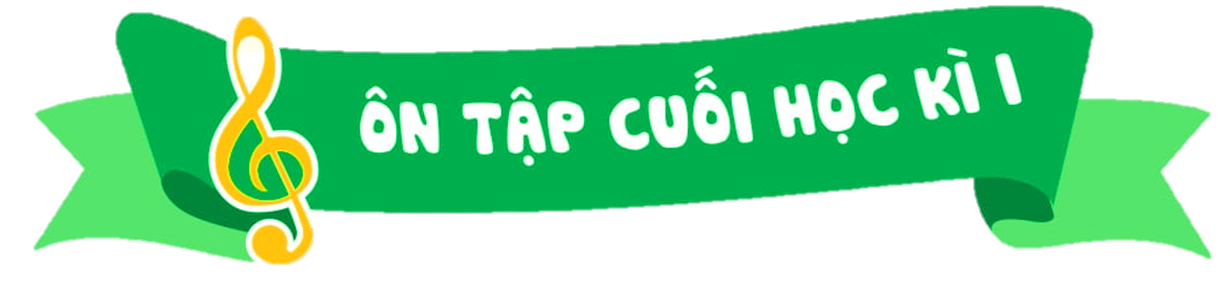 ÔN TẬP CUỐI HỌC KÌ I